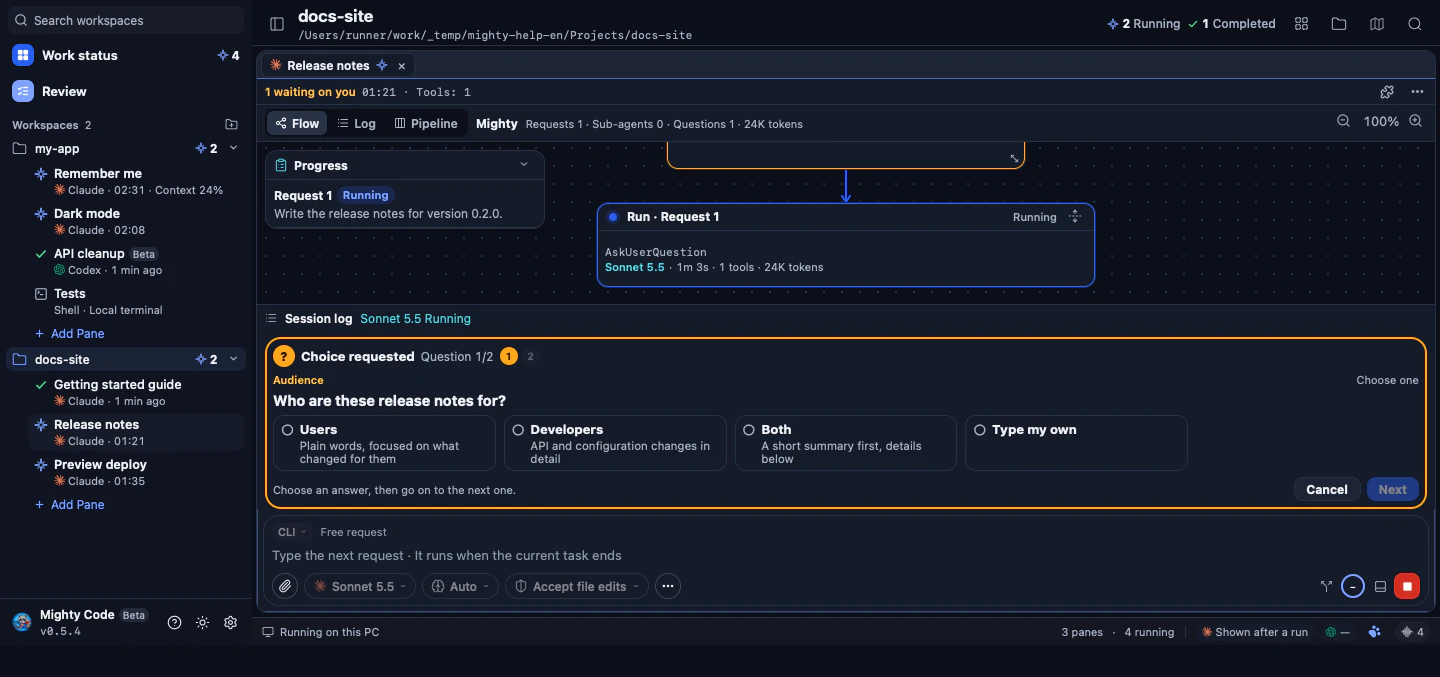 Search workspaces
Work status
4
Review
Workspaces 2
my-app
2
Remember me
Claude · 02:31 · Context 24%
Dark mode
Claude · 02:08
API cleanup Beta
Codex · 1 min ago
Tests
Shell · Local terminal
+ Add Pane
docs-site
2
Getting started guide
Claude · 1 min ago
Release notes
Claude · 01:21
Preview deploy
Claude · 01:35
+ Add Pane
Mighty Code Beta
v0.5.4
docs-site
/Users/runner/work/_temp/mighty-help-en/Projects/docs-site
2 Running 1 Completed
Release notes
1 waiting on you 01:21 · Tools: 1
Flow Log Pipeline Mighty Requests 1 · Sub-agents 0 · Questions 1 · 24K tokens
100%
Progress
Request 1 Running
Write the release notes for version 0.2.0.
Run · Request 1 Running
AskUserQuestion
Sonnet 5.5 · 1m 3s · 1 tools · 24K tokens
Session log Sonnet 5.5 Running
? Choice requested Question 1/2 1 2
Audience Choose one
Who are these release notes for?
Users
Plain words, focused on what
changed for them
Developers
API and configuration changes in
detail
Both
A short summary first, details
below
Type my own
Choose an answer, then go on to the next one.
Cancel Next
CLI Free request
Type the next request · It runs when the current task ends
Sonnet 5.5 Auto Accept file edits
Running on this PC
3 panes · 4 running Shown after a run — 4